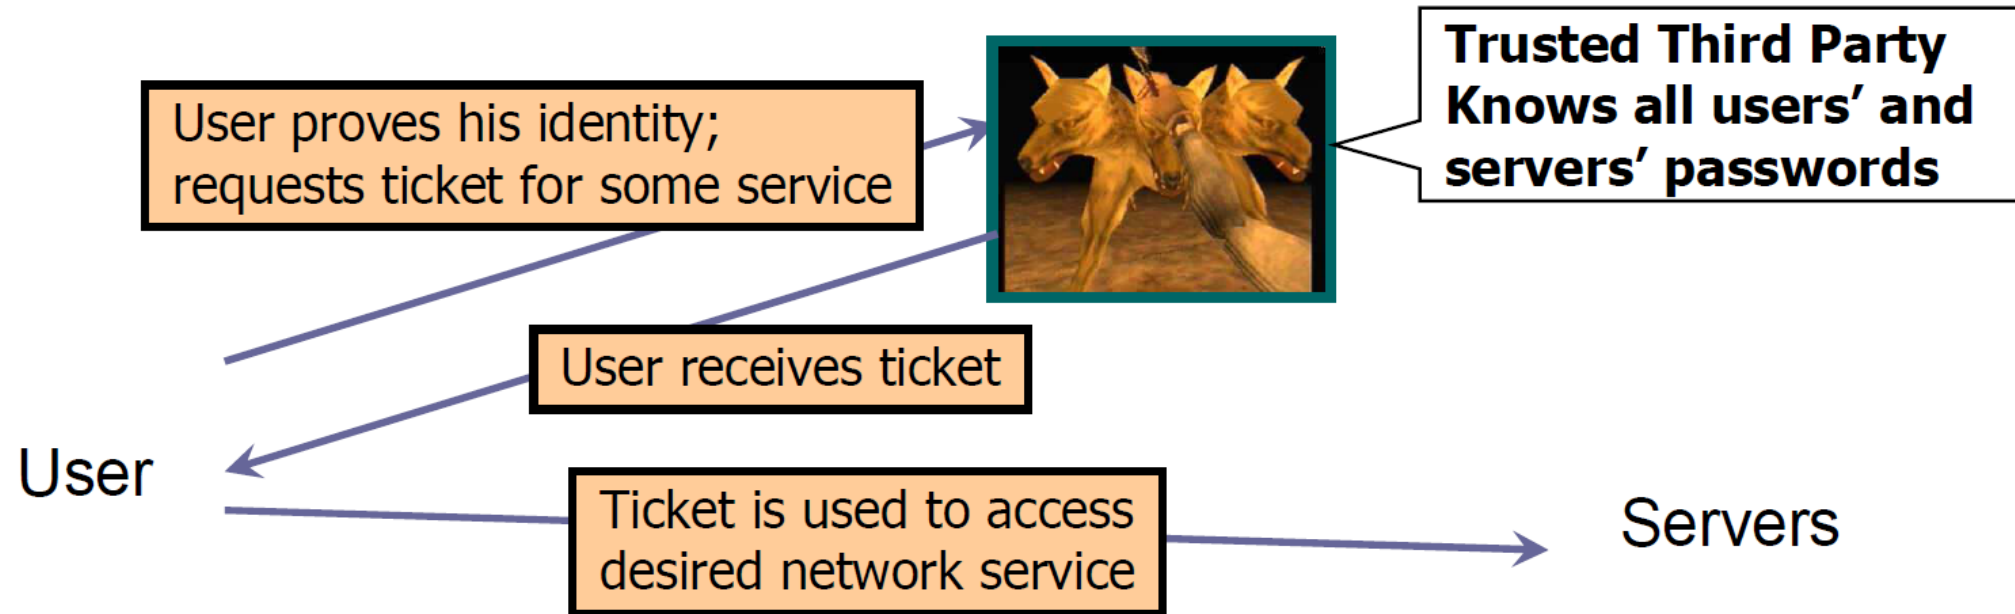 Trusted Third Party
Knows all users’ and
servers’ passwords
User proves his identity;
requests ticket for some service
User receives ticket
User
Ticket is used to access
desired network service
Servers